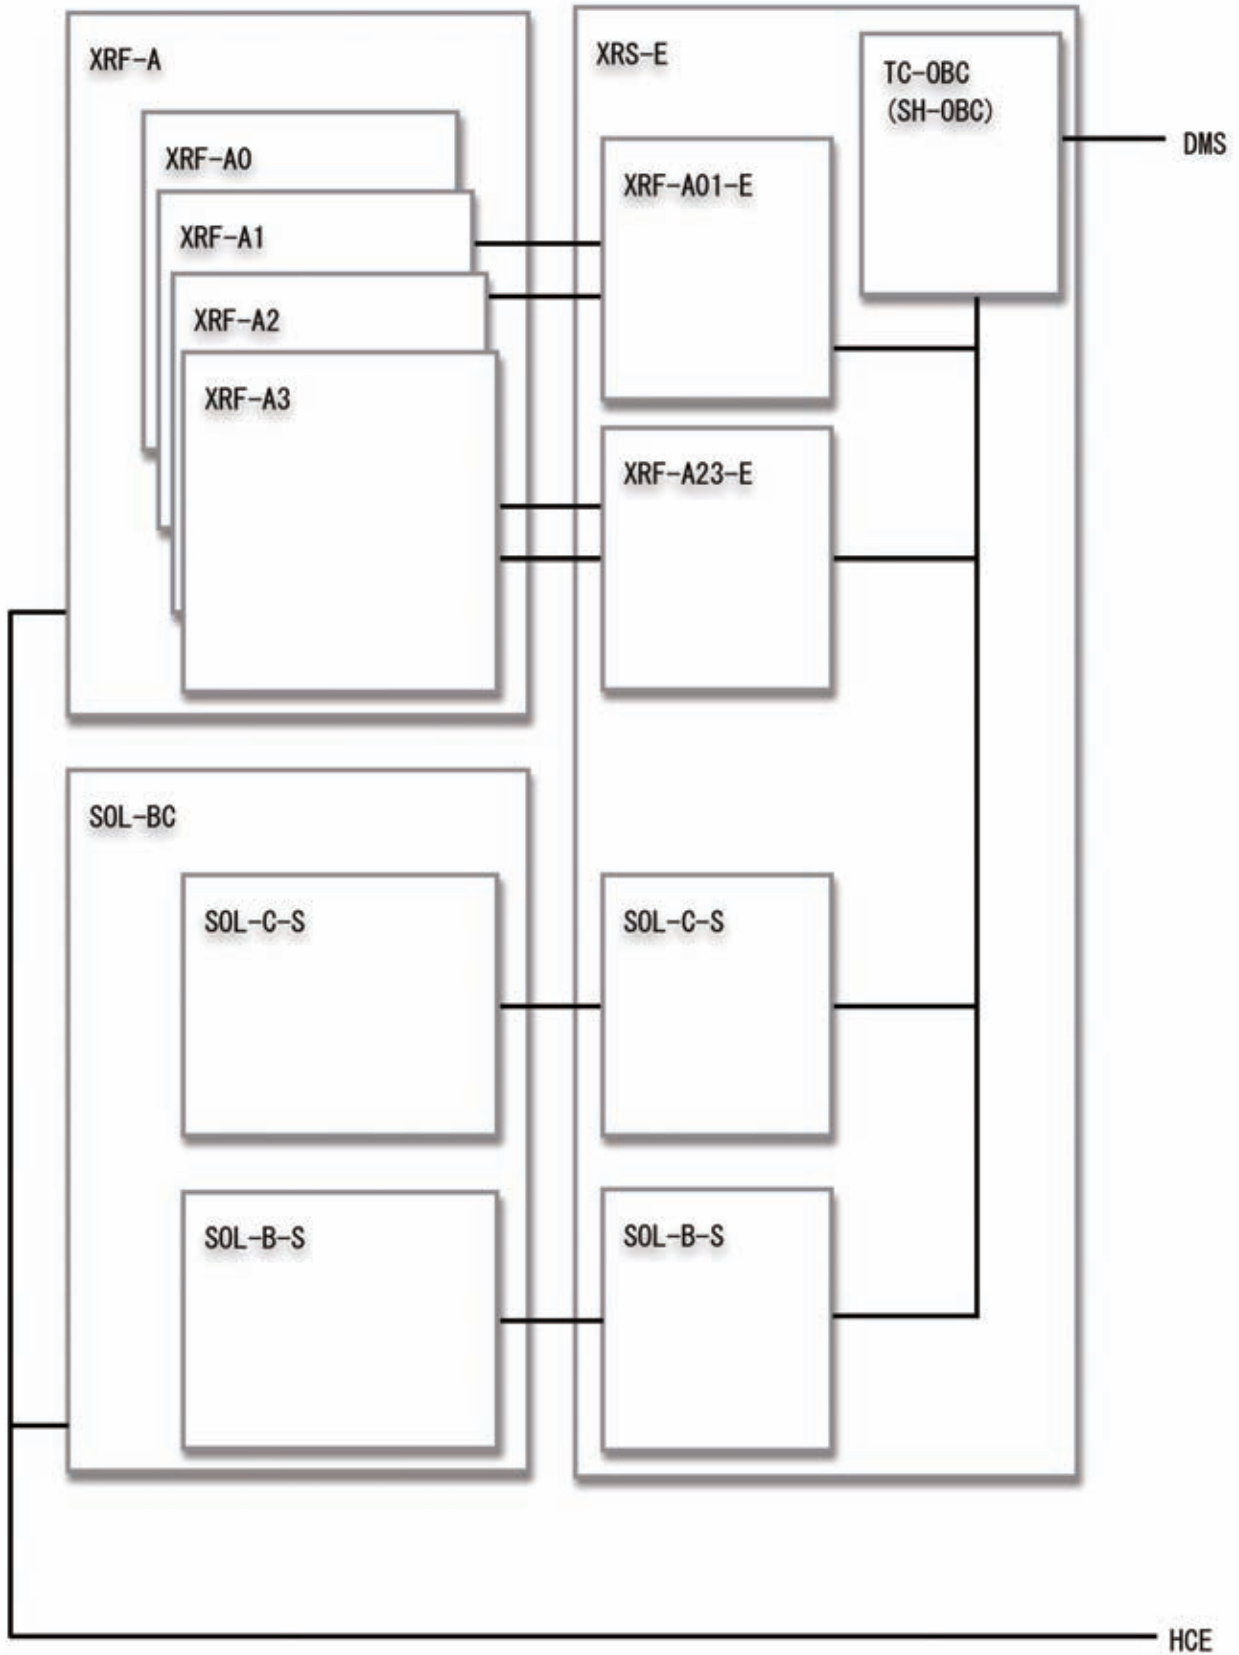 XRF-A
XRF-A0
XRF-A1
XRF-A2
XRF-A3
SOL-BC
SOL-C-S
SOL-B-S
XRS-E
TC-OBC
(SH-OBC)
XRF-A01-E
XRF-A23-E
SOL-C-S
SOL-B-S
DMS
HCE